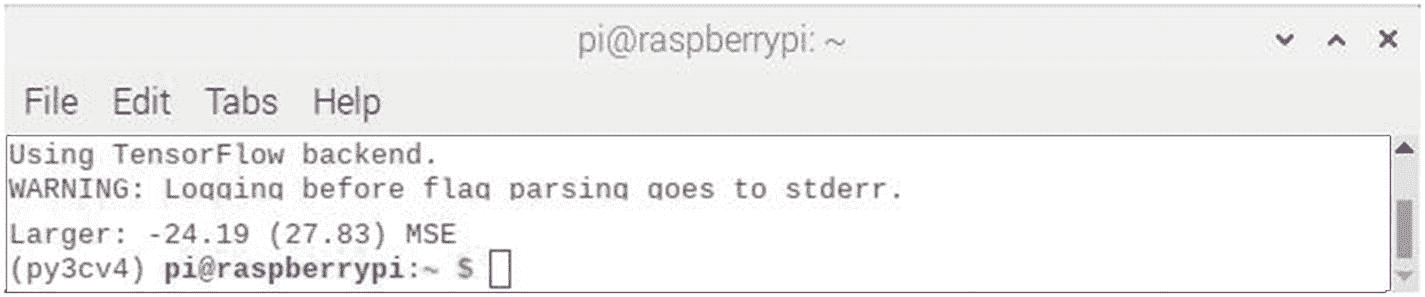 pi@raspberrypi: ~
File Edit Tabs Help
Using TensorFlow backend.
WARNING: Logging before flag parsing goes to stderr.
Larger: -24.19 (27.83) MSE
(py3cv4) pi@raspberrypi:~ $